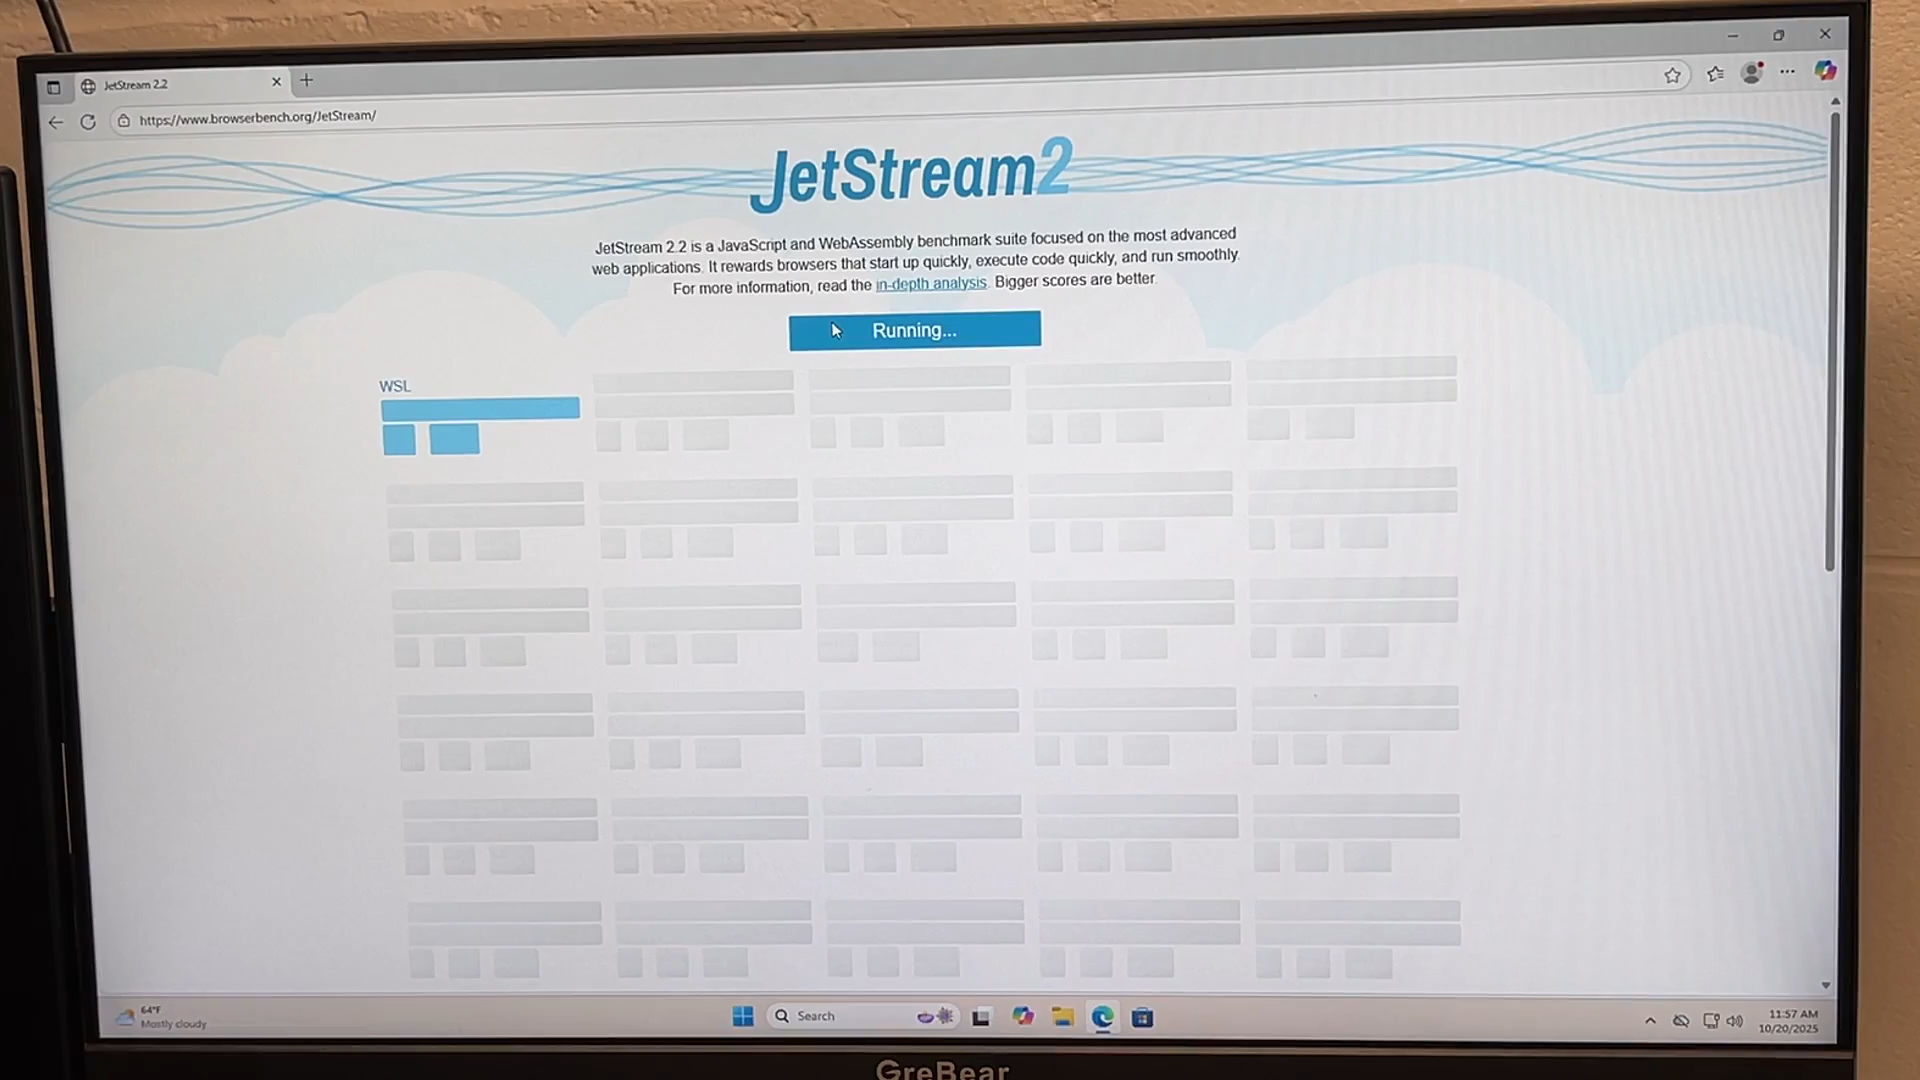 JetStream 2.2
https://www.browserbench.org/JetStream/
JetStream2
JetStream 2.2 is a JavaScript and WebAssembly benchmark suite focused on the most advanced
web applications. It rewards browsers that start up quickly, execute code quickly, and run smoothly.
For more information, read the in-depth analysis. Bigger scores are better.
Running...
WSL
64°F
Mostly cloudy
Search
11:57 AM
10/20/2025
GreBear